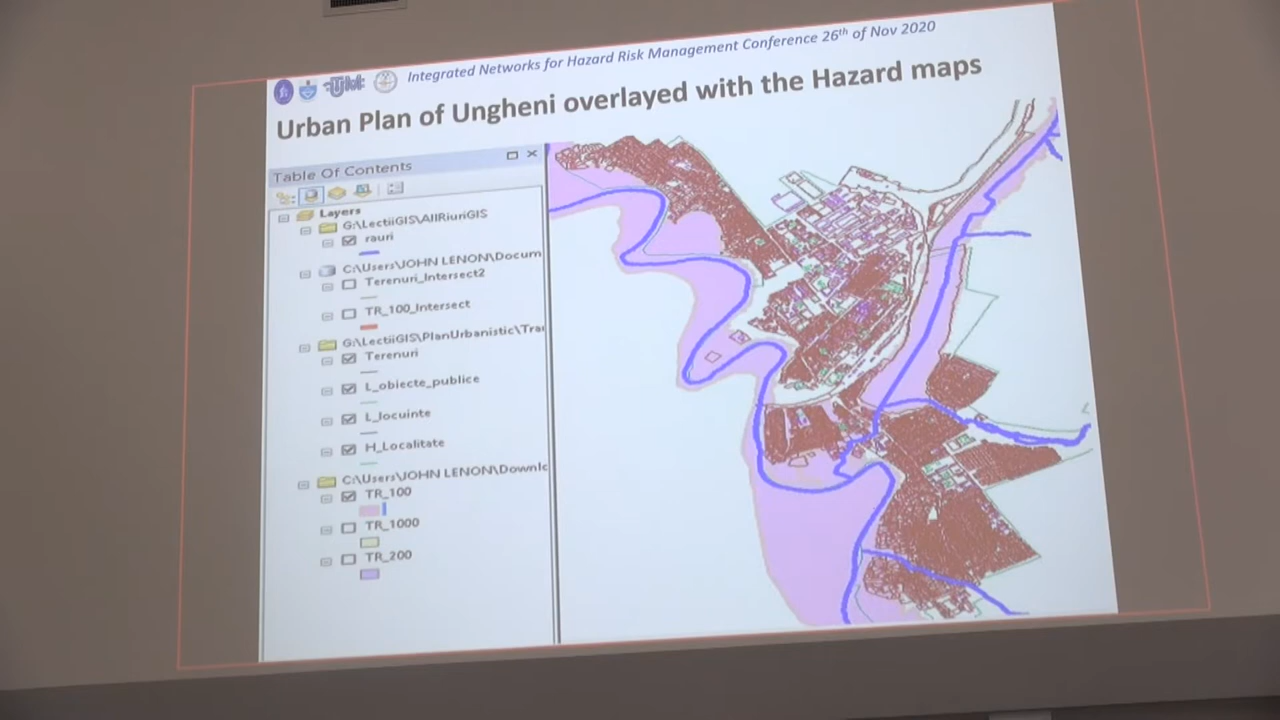 Integrated Networks for Hazard Risk Management Conference 26th of Nov 2020
UTM
Urban Plan of Ungheni overlayed with the Hazard maps
Table Of Contents
Layers
G:\LectiiGIS\AllRiuriGIS
rauri
C:\Users\JOHN LENON\Docum
Terenuri_Intersect2
TR_100_Intersect
G:\LectiiGIS\PlanUrbanistic\Tra
Terenuri
L_obiecte_publice
L_locuinte
H_Localitate
C:\Users\JOHN LENON\Downlo
TR_100
TR_1000
TR_200